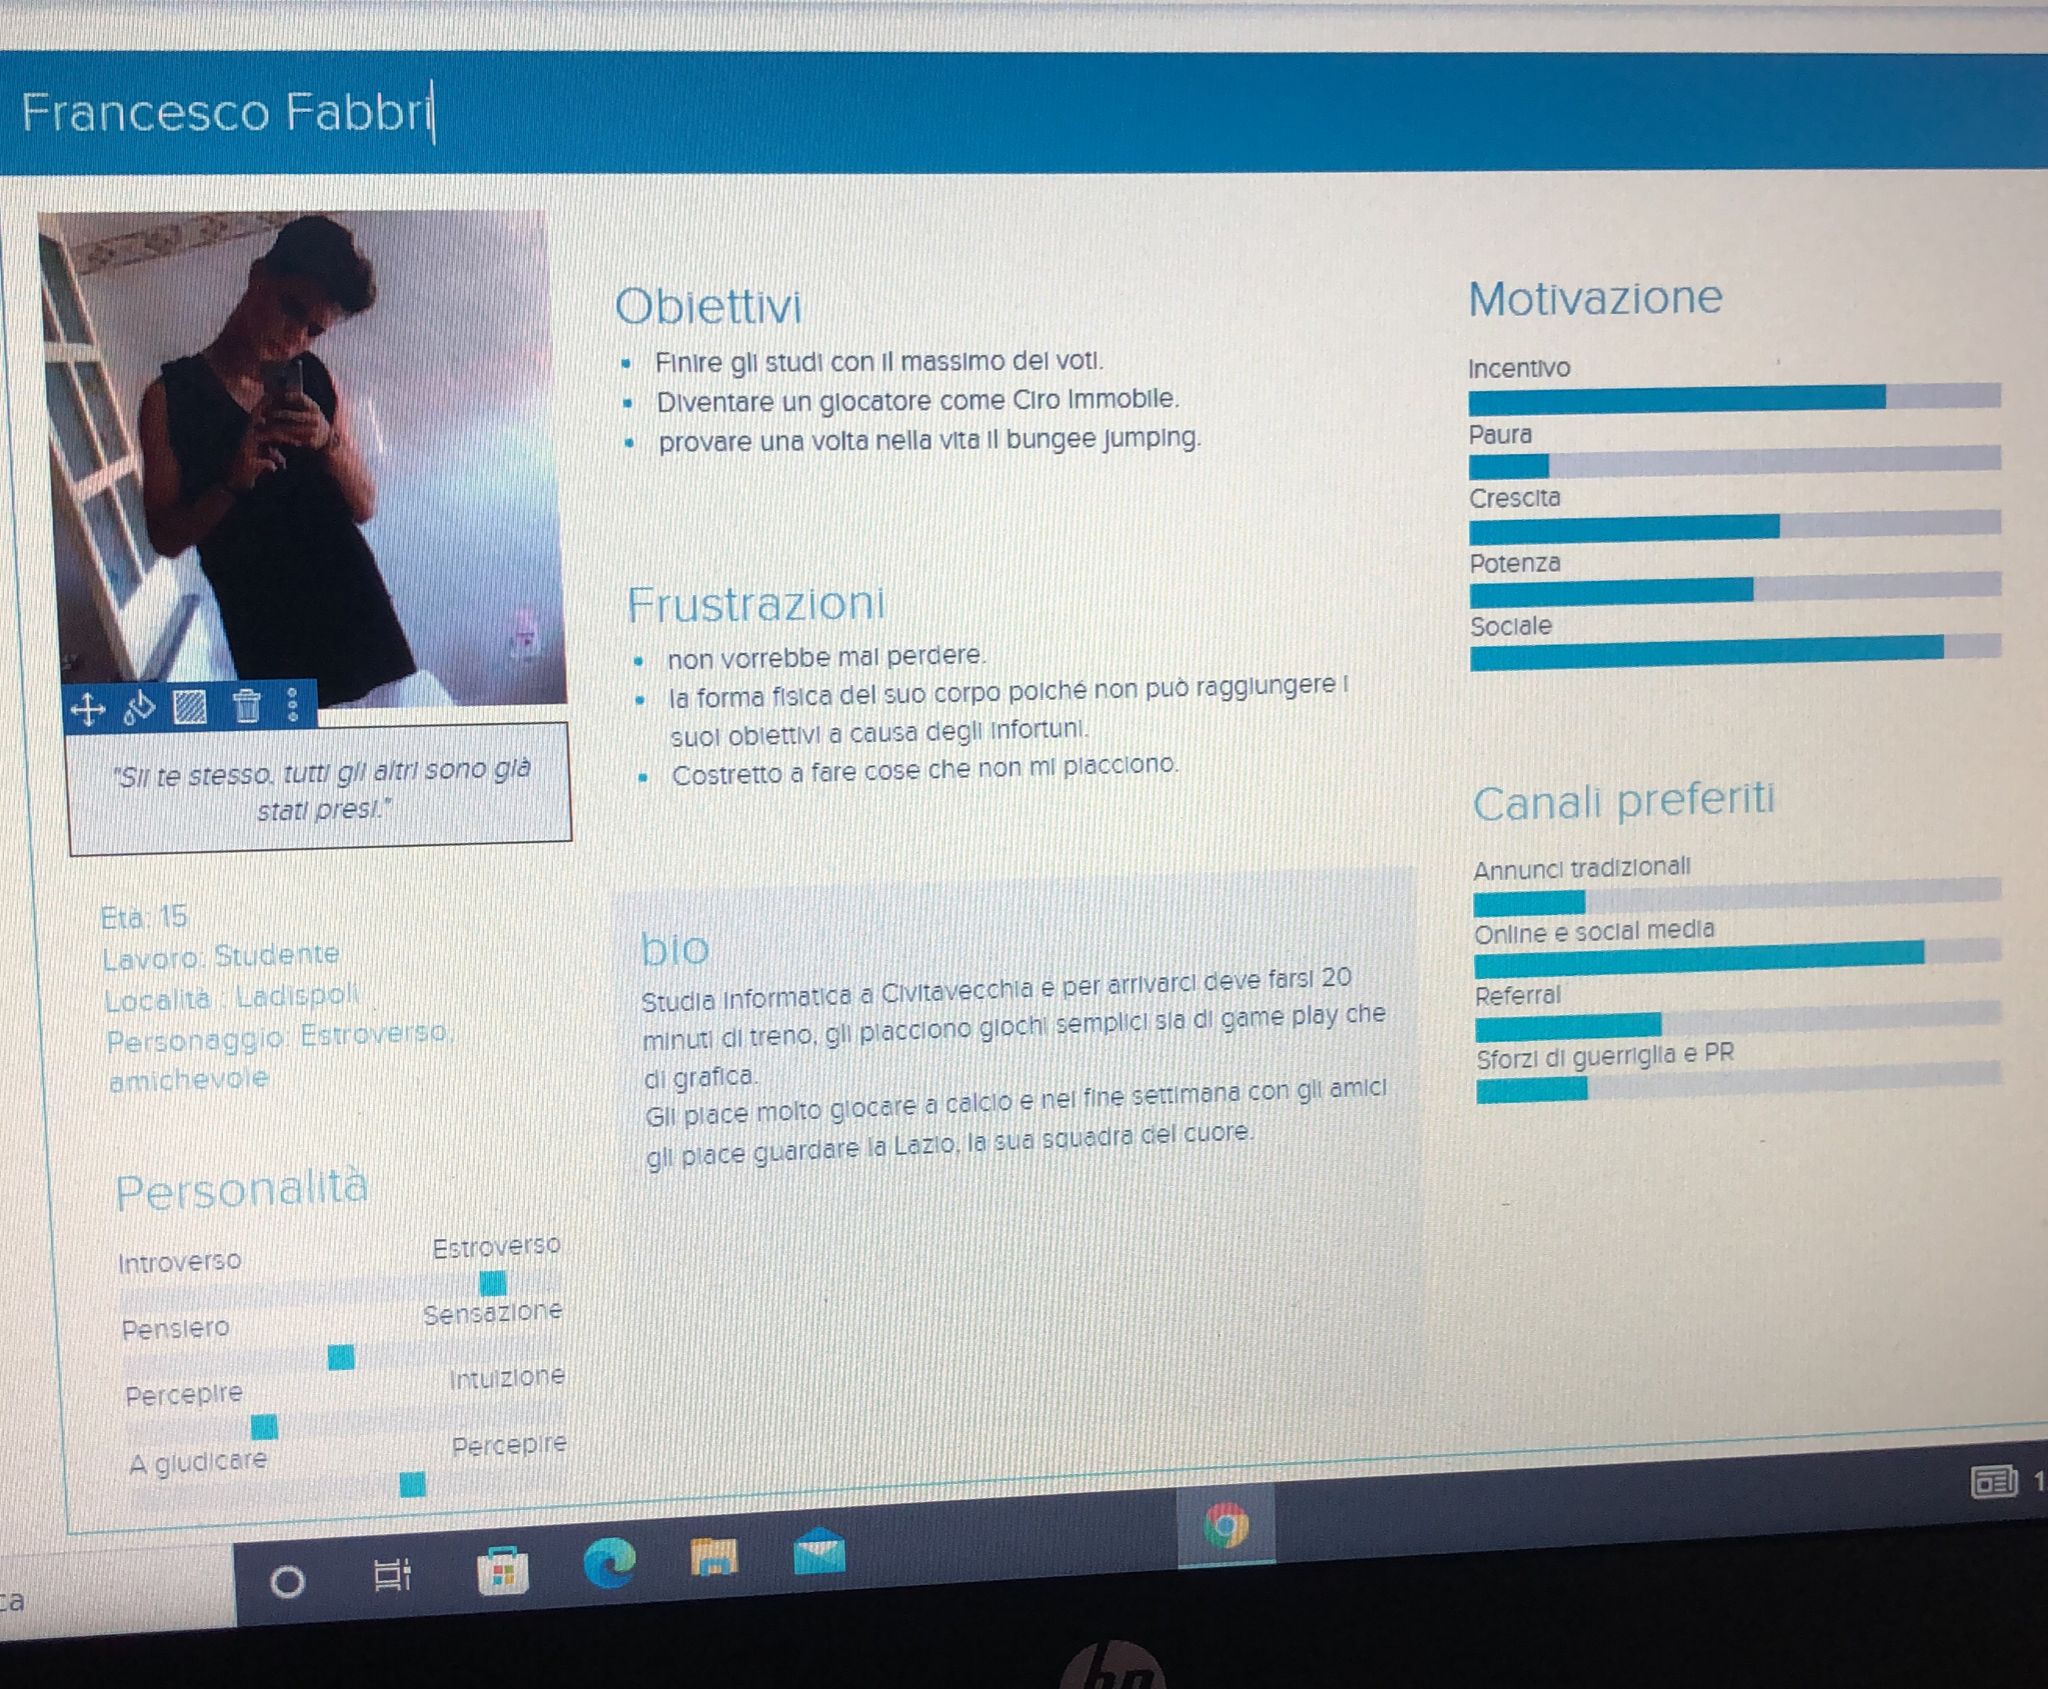 Francesco Fabbri
"Sii te stesso, tutti gli altri sono già
stati presi."
Età: 15
Lavoro: Studente
Località : Ladispoli
Personaggio: Estroverso,
amichevole
Personalità
Introverso Estroverso
Pensiero Sensazione
Percepire Intuizione
A giudicare Percepire
Obiettivi
Finire gli studi con il massimo dei voti.
Diventare un giocatore come Ciro Immobile.
provare una volta nella vita il bungee jumping.
Frustrazioni
non vorrebbe mai perdere.
la forma fisica del suo corpo poiché non può raggiungere i
suoi obiettivi a causa degli infortuni.
Costretto a fare cose che non mi piacciono.
bio
Studia informatica a Civitavecchia e per arrivarci deve farsi 20
minuti di treno, gli piacciono giochi semplici sia di game play che
di grafica.
Gli piace molto giocare a calcio e nel fine settimana con gli amici
gli piace guardare la Lazio, la sua squadra del cuore.
Motivazione
Incentivo
Paura
Crescita
Potenza
Sociale
Canali preferiti
Annunci tradizionali
Online e social media
Referral
Sforzi di guerriglia e PR
ca
hp